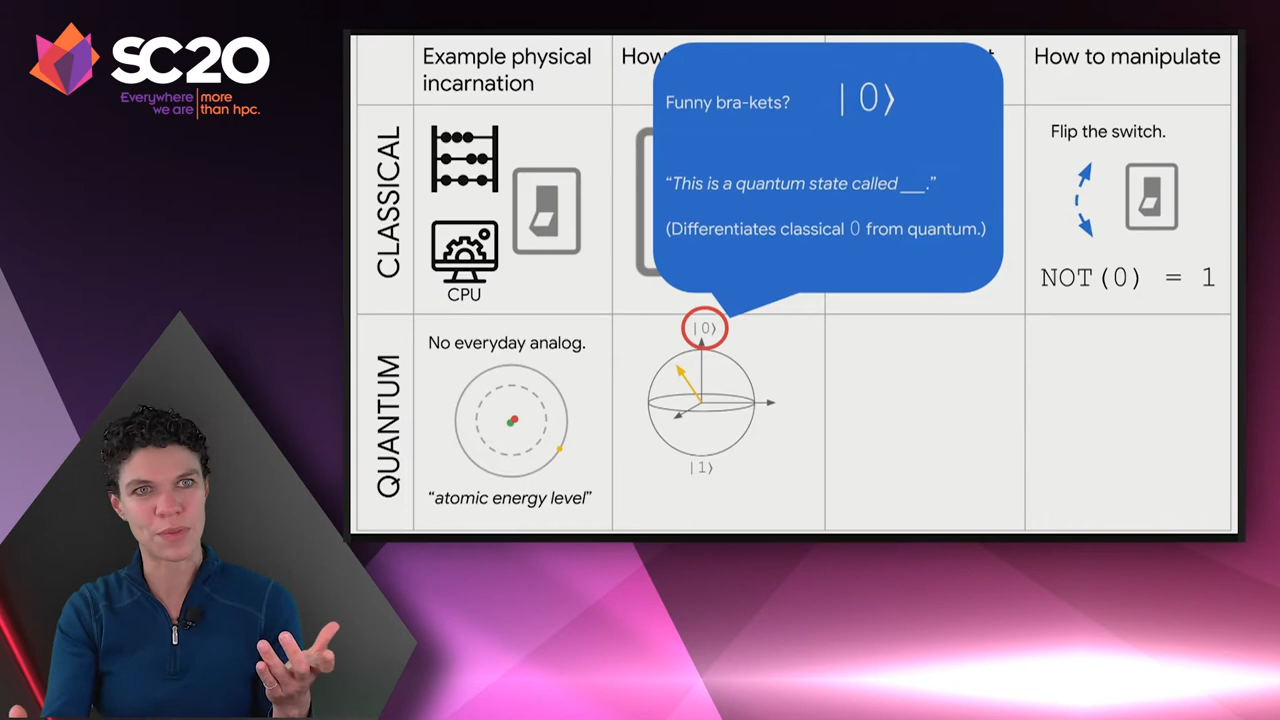 SC20
Everywhere more
we are than hpc.
Example physical
incarnation
How
How to manipulate
CLASSICAL
CPU
Funny bra-kets? |0⟩
“This is a quantum state called __.”
(Differentiates classical 0 from quantum.)
Flip the switch.
NOT(0) = 1
QUANTUM
No everyday analog.
“atomic energy level”
|0⟩
|1⟩